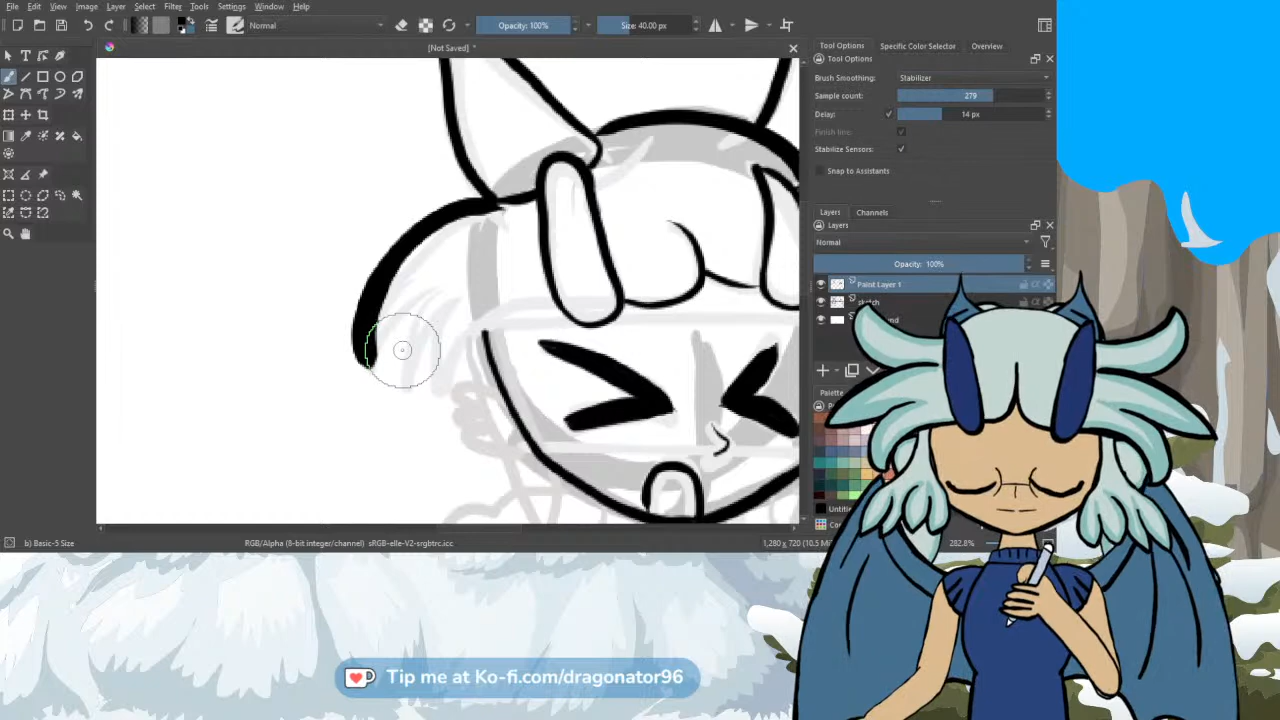 File Edit View Image Layer Select Filter Tools Settings Window Help
Normal
Opacity: 100%
Size: 40.00 px
[Not Saved] *
Tool Options
Specific Color Selector
Overview
Tool Options
Brush Smoothing:
Stabilizer
Sample count:
279
Delay:
14 px
Finish line:
Stabilize Sensors:
Snap to Assistants
Layers
Channels
Layers
Normal
Opacity: 100%
Paint Layer 1
sketch
Palette
b) Basic-5 Size
RGB/Alpha (8-bit integer/channel) sRGB-elle-V2-srgbtrc.icc
282.8%
Tip me at Ko-fi.com/dragonator96